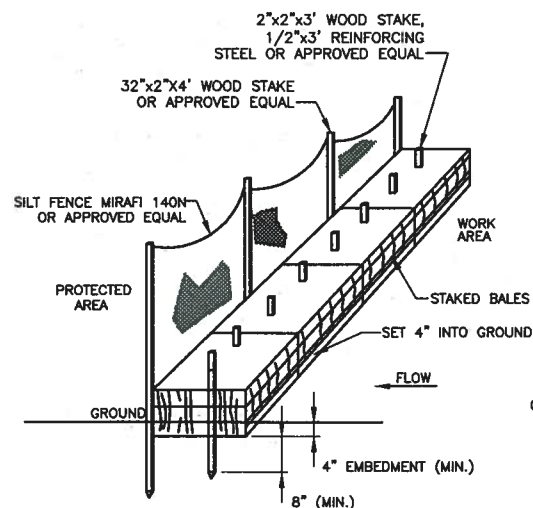 2"x2"x3' WOOD STAKE,
1/2"x3' REINFORCING
STEEL OR APPROVED EQUAL
32"x2"X4' WOOD STAKE
OR APPROVED EQUAL
SILT FENCE MIRAFI 140N
OR APPROVED EQUAL
WORK
AREA
PROTECTED
AREA
STAKED BALES
SET 4" INTO GROUND
FLOW
GROUND
4" EMBEDMENT (MIN.)
8" (MIN.)